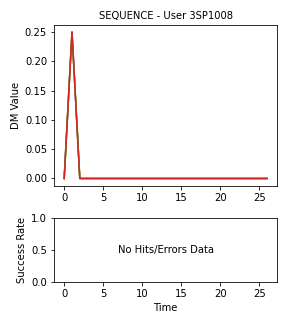 SEQUENCE - User 3SP1008
DM Value
0.25
0.20
0.15
0.10
0.05
0.00
0 5 10 15 20 25
Success Rate
1.0
0.5
0.0
No Hits/Errors Data
0 5 10 15 20 25
Time